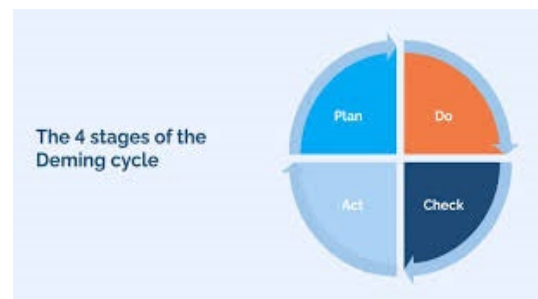 The 4 stages of the
Deming cycle
Plan
Do
Act
Check